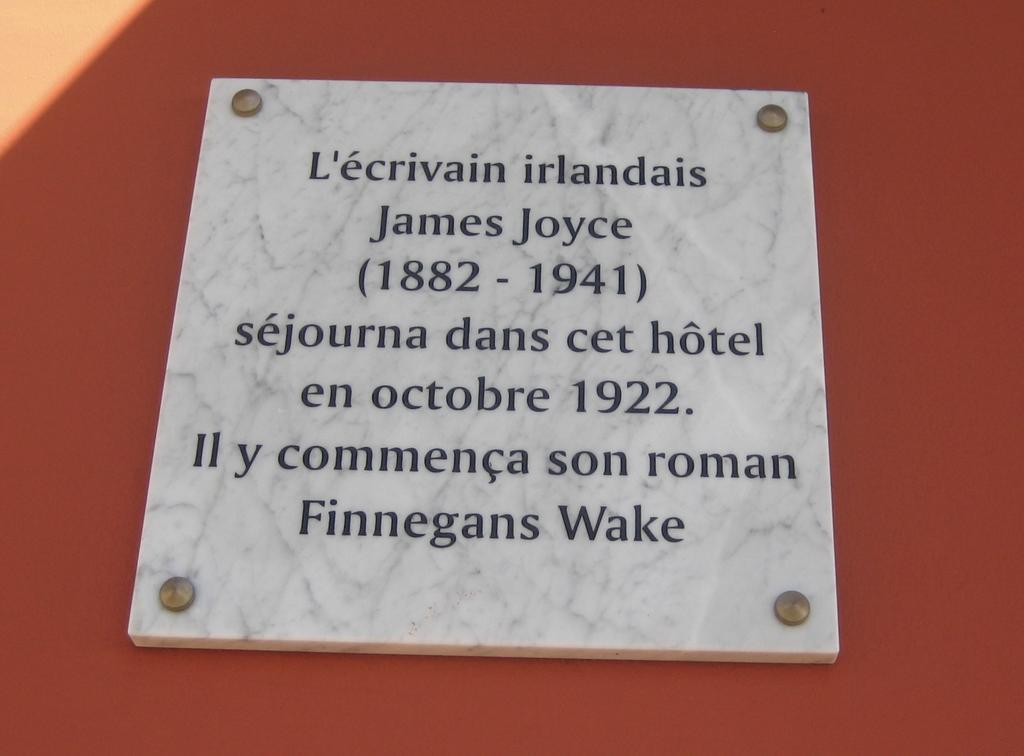 L'écrivain irlandais
James Joyce
(1882 - 1941)
séjourna dans cet hôtel
en octobre 1922.
Il y commença son roman
Finnegans Wake